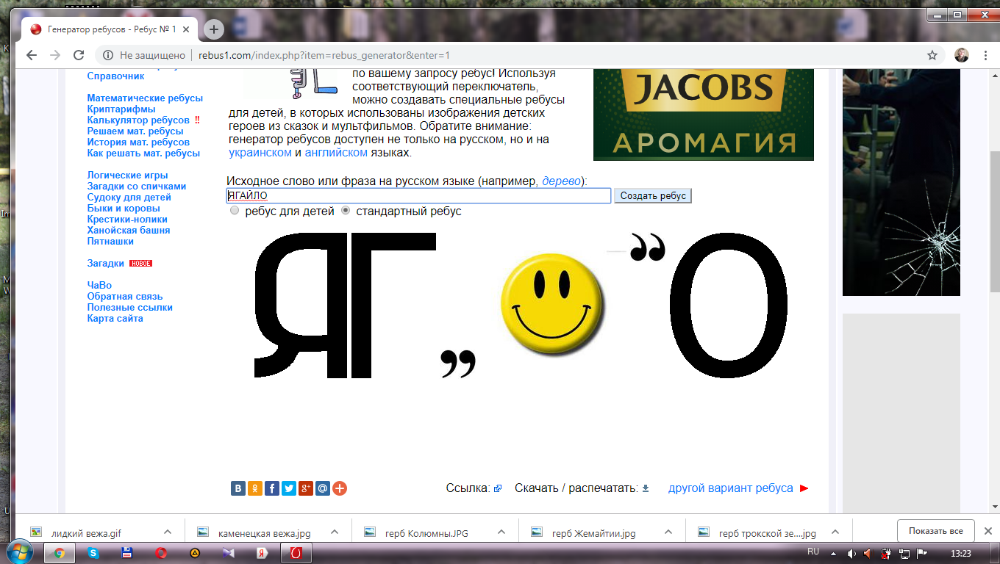 Генератор ребусов - Ребус № 1
Не защищено
rebus1.com/index.php?item=rebus_generator&enter=1
Справочник
Математические ребусы
Криптарифмы
Калькулятор ребусов !!
Решаем мат. ребусы
История мат. ребусов
Как решать мат. ребусы
Логические игры
Загадки со спичками
Судоку для детей
Быки и коровы
Крестики-нолики
Ханойская башня
Пятнашки
Загадки НОВОЕ
ЧаВо
Обратная связь
Полезные ссылки
Карта сайта
по вашему запросу ребус! Используя
соответствующий переключатель,
можно создавать специальные ребусы
для детей, в которых использованы изображения детских
героев из сказок и мультфильмов. Обратите внимание:
генератор ребусов доступен не только на русском, но и на
украинском и английском языках.
JACOBS
АРОМАГИЯ
Исходное слово или фраза на русском языке (например, дерево):
ЯГАЙЛО
Создать ребус
ребус для детей стандартный ребус
ЯГ ,, “ О
Ссылка: Скачать / распечатать: другой вариант ребуса
лидкий вежа.gif
каменецкая вежа.jpg
герб Колюмны.JPG
герб Жемайтии.jpg
герб трокской зе....jpg
Показать все
RU
13:23